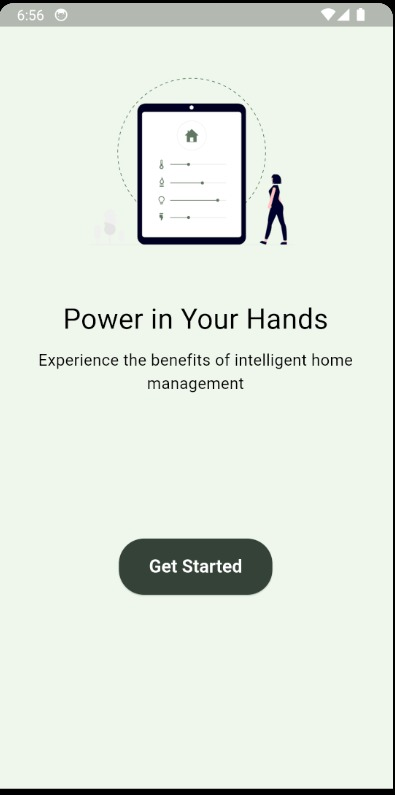 6:56
Power in Your Hands
Experience the benefits of intelligent home
management
Get Started